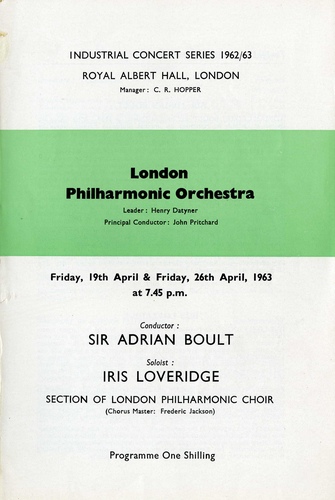 INDUSTRIAL CONCERT SERIES 1962/63
ROYAL ALBERT HALL, LONDON
Manager: C. R. HOPPER
London
Philharmonic Orchestra
Leader: Henry Datyner
Principal Conductor: John Pritchard
Friday, 19th April & Friday, 26th April, 1963
at 7.45 p.m.
Conductor:
SIR ADRIAN BOULT
Soloist:
IRIS LOVERIDGE
SECTION OF LONDON PHILHARMONIC CHOIR
(Chorus Master: Frederic Jackson)
Programme One Shilling